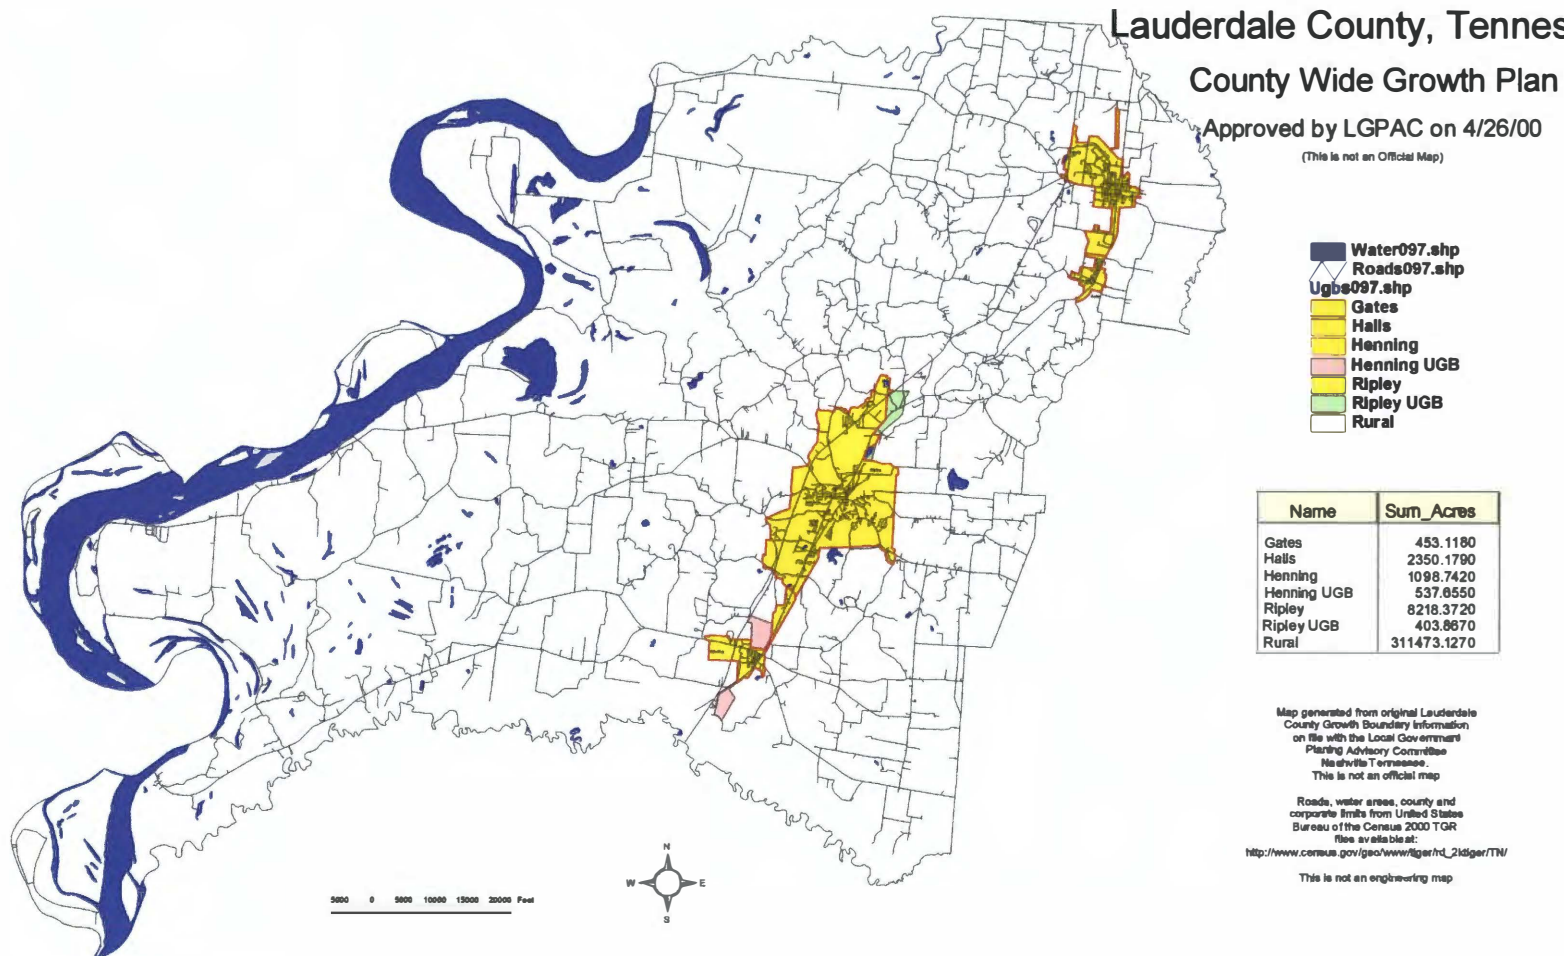 Lauderdale County, Tennes
County Wide Growth Plan
Approved by LGPAC on 4/26/00
(This is not an Official Map)
Water097.shp
Roads097.shp
Ugbs097.shp
Gates
Halls
Henning
Henning UGB
Ripley
Ripley UGB
Rural
Name Sum_Acres
Gates 453.1180
Halls 2350.1790
Henning 1098.7420
Henning UGB 537.6550
Ripley 8218.3720
Ripley UGB 403.8670
Rural 311473.1270
Map generated from original Lauderdale
County Growth Boundary Information
on file with the Local Government
Planing Advisory Committee
Nashville Tennessee.
This is not an official map
Roads, water areas, county and
corporate limits from United States
Bureau of the Census 2000 TGR
files available at:
http://www.census.gov/geo/www/tiger/rd_2ktiger/TN/
This is not an engineering map
N
W E
S
5000 0 5000 10000 15000 20000 Feet